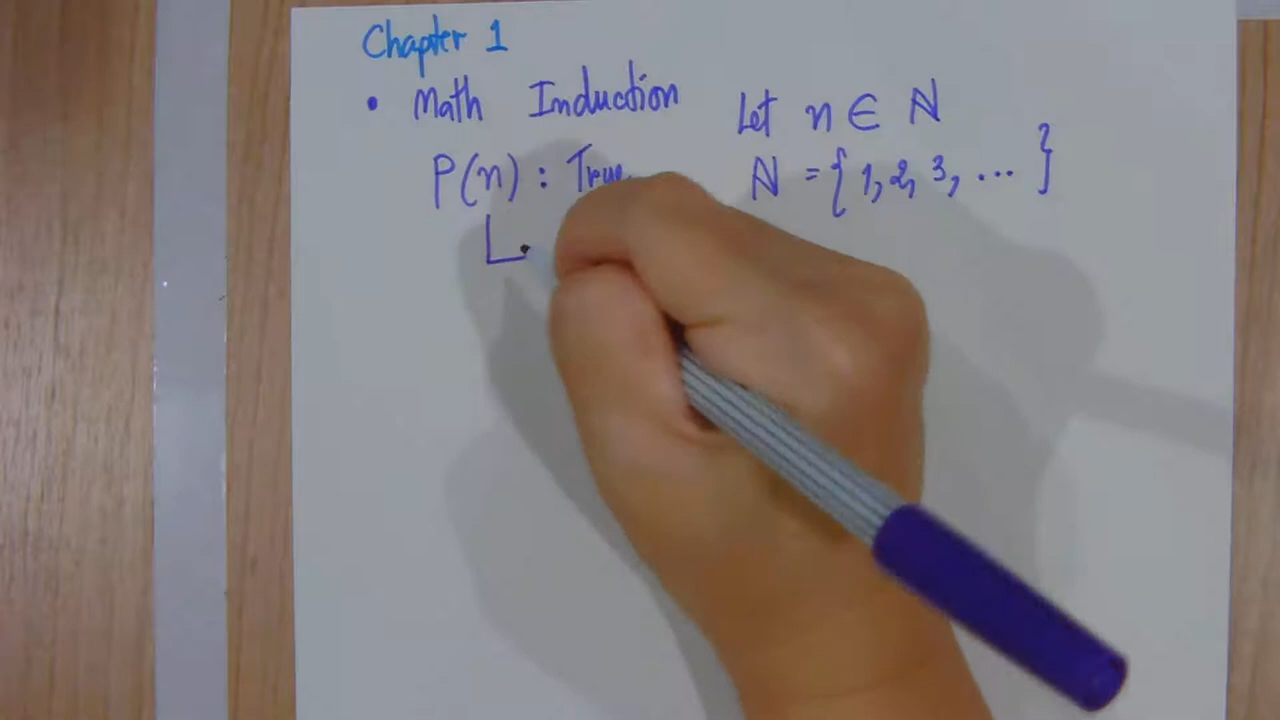 Chapter 1
• Math Induction Let n ∈ ℕ
P(n) : True ℕ = { 1, 2, 3, ... }